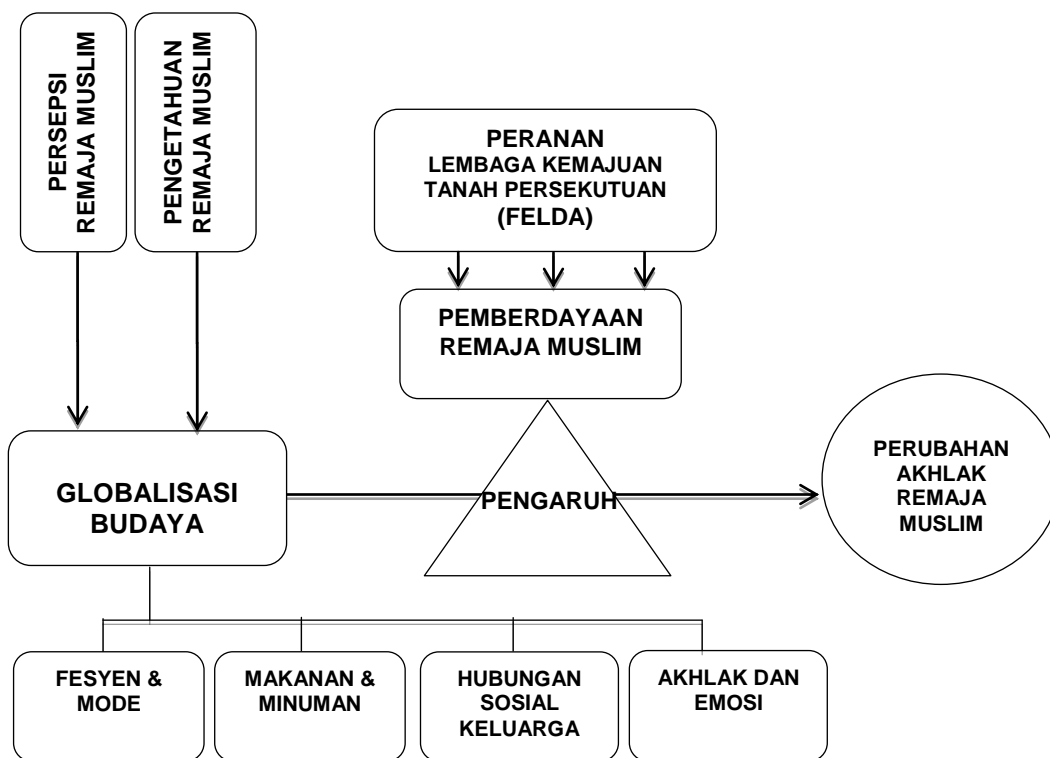 PERSEPSI
REMAJA MUSLIM
PENGETAHUAN
REMAJA MUSLIM
PERANAN
LEMBAGA KEMAJUAN
TANAH PERSEKUTUAN
(FELDA)
PEMBERDAYAAN
REMAJA MUSLIM
GLOBALISASI
BUDAYA
PENGARUH
PERUBAHAN
AKHLAK
REMAJA
MUSLIM
FESYEN &
MODE
MAKANAN &
MINUMAN
HUBUNGAN
SOSIAL
KELUARGA
AKHLAK DAN
EMOSI